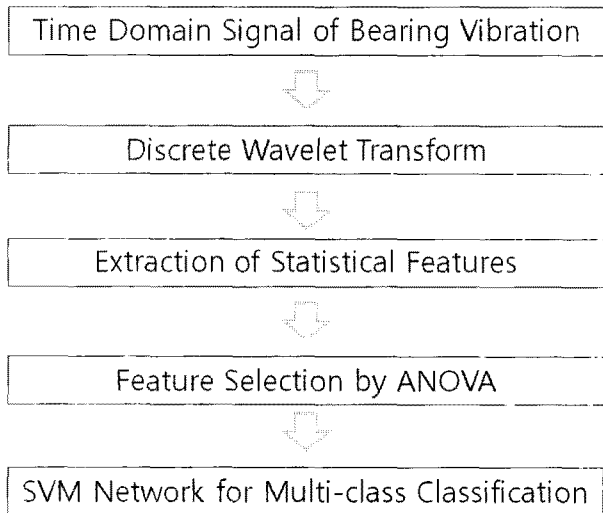 Time Domain Signal of Bearing Vibration
Discrete Wavelet Transform
Extraction of Statistical Features
Feature Selection by ANOVA
SVM Network for Multi-class Classification